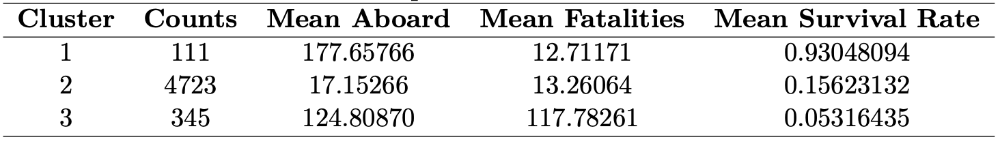 Cluster Counts Mean Aboard Mean Fatalities Mean Survival Rate
1 111 177.65766 12.71171 0.93048094
2 4723 17.15266 13.26064 0.15623132
3 345 124.80870 117.78261 0.05316435